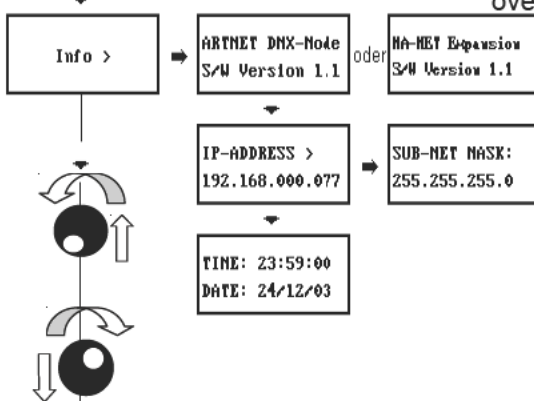 ove
Info >
ARTNET DMX-Node
S/W Version 1.1
oder
MA-NET Expansion
S/W Version 1.1
IP-ADDRESS >
192.168.000.077
SUB-NET MASK:
255.255.255.0
TIME: 23:59:00
DATE: 24/12/03